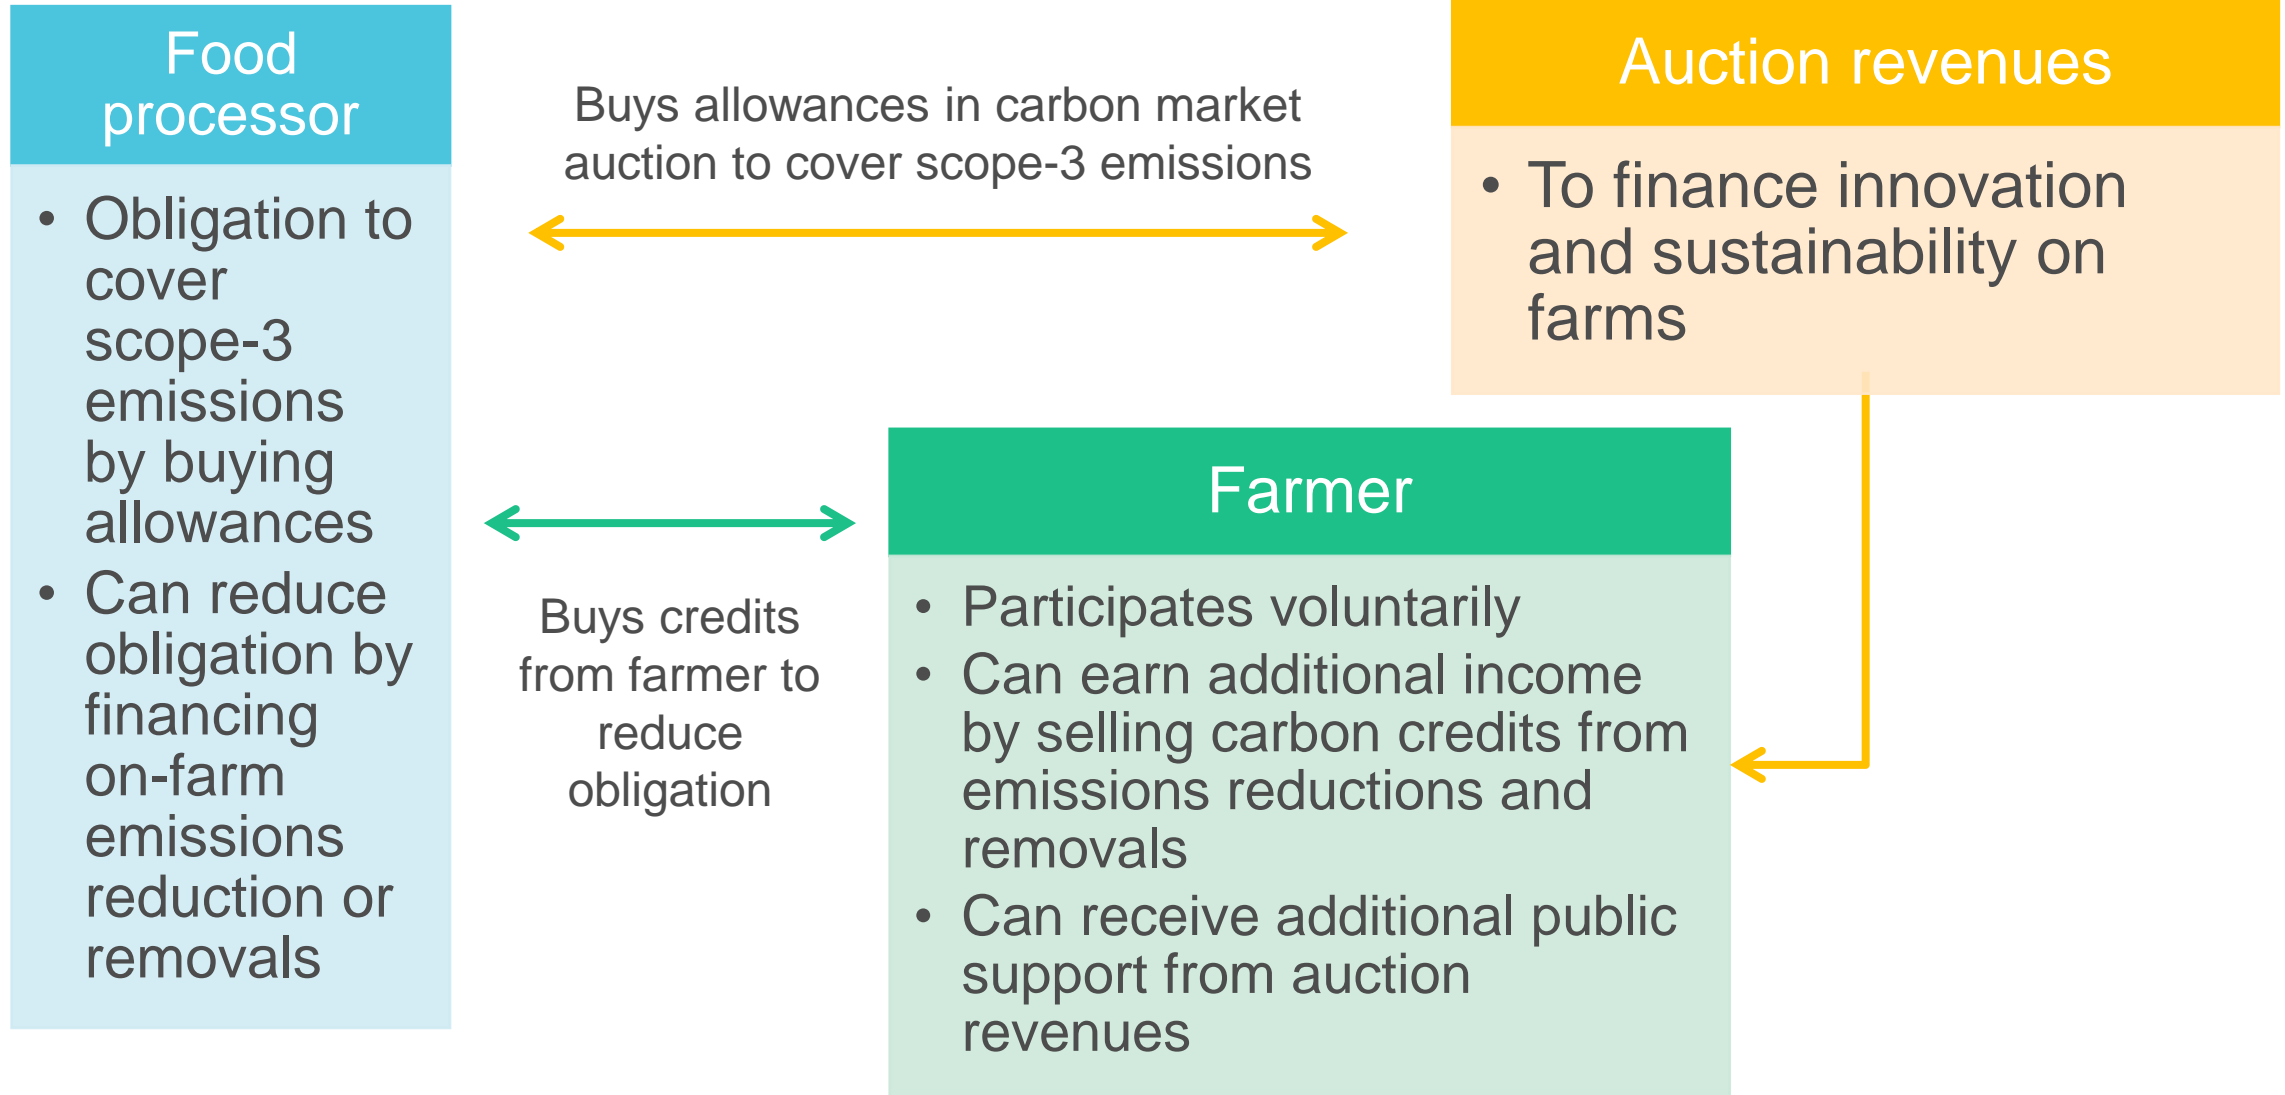 Food
processor
• Obligation to
cover
scope-3
emissions
by buying
allowances
• Can reduce
obligation by
financing
on-farm
emissions
reduction or
removals
Buys allowances in carbon market
auction to cover scope-3 emissions
Auction revenues
• To finance innovation
and sustainability on
farms
Buys credits
from farmer to
reduce
obligation
Farmer
• Participates voluntarily
• Can earn additional income
by selling carbon credits from
emissions reductions and
removals
• Can receive additional public
support from auction
revenues